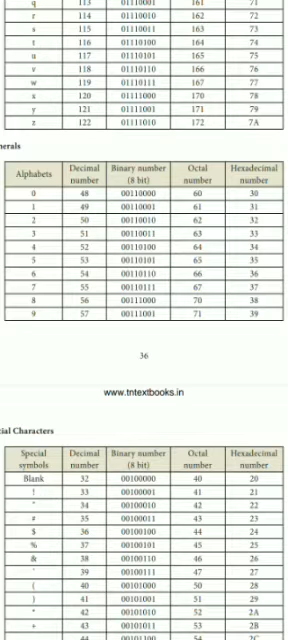 q 113 01110001 161 71
r 114 01110010 162 72
s 115 01110011 163 73
t 116 01110100 164 74
u 117 01110101 165 75
v 118 01110110 166 76
w 119 01110111 167 77
x 120 01111000 170 78
y 121 01111001 171 79
z 122 01111010 172 7A
nerals
Alphabets Decimal number Binary number (8 bit) Octal number Hexadecimal number
0 48 00110000 60 30
1 49 00110001 61 31
2 50 00110010 62 32
3 51 00110011 63 33
4 52 00110100 64 34
5 53 00110101 65 35
6 54 00110110 66 36
7 55 00110111 67 37
8 56 00111000 70 38
9 57 00111001 71 39
36
www.tntextbooks.in
cial Characters
Special symbols Decimal number Binary number (8 bit) Octal number Hexadecimal number
Blank 32 00100000 40 20
! 33 00100001 41 21
" 34 00100010 42 22
# 35 00100011 43 23
$ 36 00100100 44 24
% 37 00100101 45 25
& 38 00100110 46 26
' 39 00100111 47 27
( 40 00101000 50 28
) 41 00101001 51 29
* 42 00101010 52 2A
+ 43 00101011 53 2B
44 00101100 54 2C